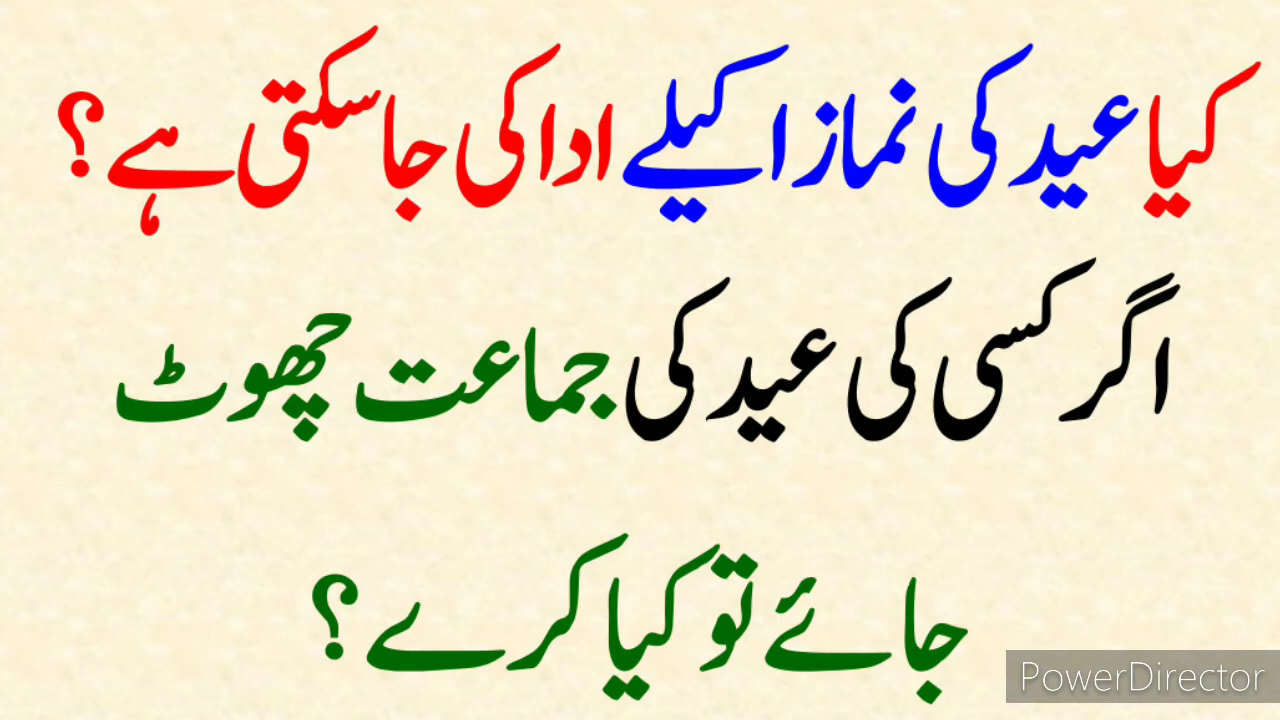 کیا عید کی نماز اکیلے ادا کی جا سکتی ہے؟
اگر کسی کی عید کی جماعت چھوٹ
جائے تو کیا کرے؟
PowerDirector